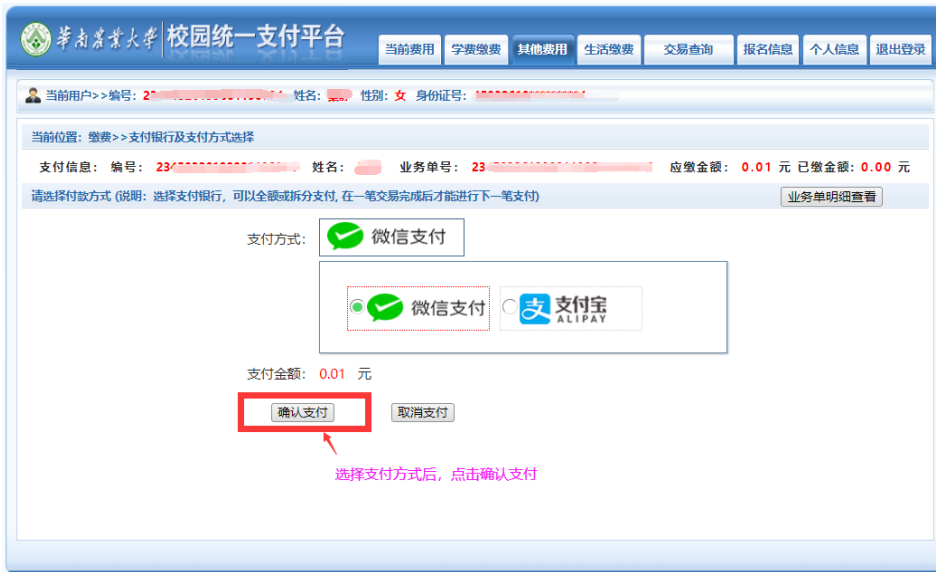 華南農業大學 校园统一支付平台
当前费用 学费缴费 其他费用 生活缴费 交易查询 报名信息 个人信息 退出登录
当前用户>>编号: 2 姓名: 性别: 女 身份证号:
当前位置: 缴费>>支付银行及支付方式选择
支付信息: 编号: 姓名: 业务单号: 应缴金额: 0.01 元 已缴金额: 0.00 元
请选择付款方式 (说明: 选择支付银行, 可以全额或拆分支付, 在一笔交易完成后才能进行下一笔支付) 业务单明细查看
支付方式: 微信支付
微信支付 支 支付宝
ALIPAY
支付金额: 0.01 元
确认支付 取消支付
选择支付方式后，点击确认支付